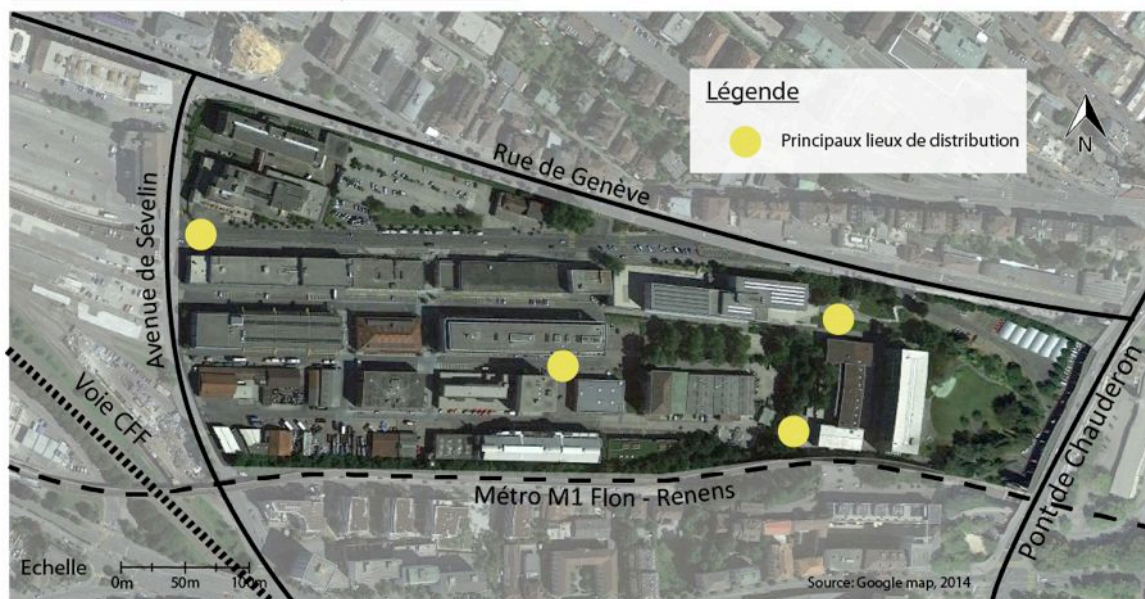 Légende
Principaux lieux de distribution
N
Rue de Genève
Avenue de Sévelin
Voie CFF
Métro M1 Flon - Renens
Pont de Chauderon
Echelle
0m 50m 100m
Source: Google map, 2014